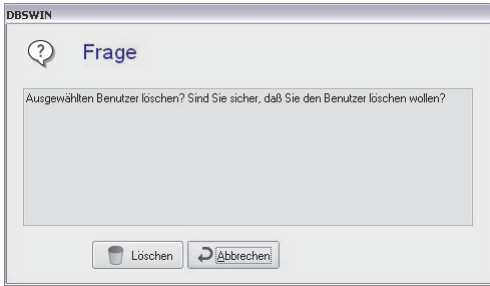 DBSWIN
Frage
Ausgewählten Benutzer löschen? Sind Sie sicher, daß Sie den Benutzer löschen wollen?
Löschen
Abbrechen